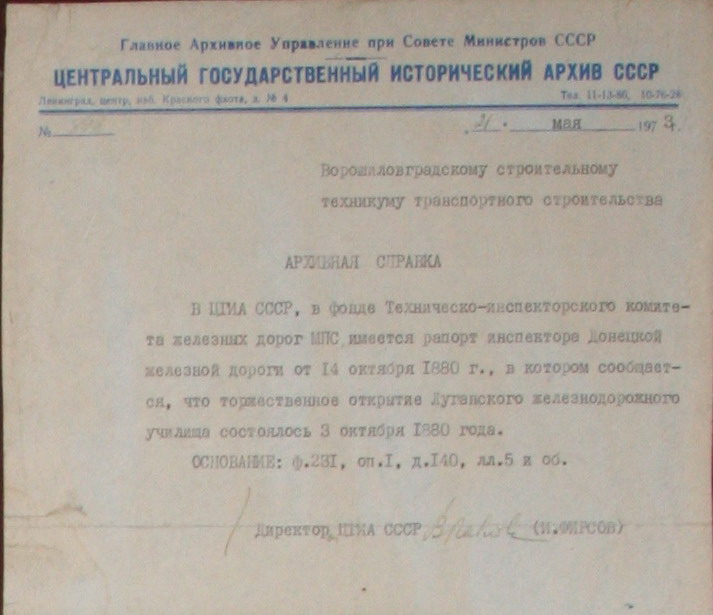 Главное Архивное Управление при Совете Министров СССР
ЦЕНТРАЛЬНЫЙ ГОСУДАРСТВЕННЫЙ ИСТОРИЧЕСКИЙ АРХИВ СССР
Ленинград, центр, наб. Красного флота, д. № 4 Тел. 11-13-86, 10-76-28
№ 21. мая 1973.
Ворошиловградскому строительному
техникуму транспортного строительства
АРХИВНАЯ СПРАВКА
В ЦГИА СССР, в фонде Техническо-инспекторского комите-
та железных дорог МПС имеется рапорт инспектора Донецкой
железной дороги от 14 октября 1880 г., в котором сообщает-
ся, что торжественное открытие Луганского железнодорожного
училища состоялось 3 октября 1880 года.
ОСНОВАНИЕ: ф.231, оп.I, д.140, лл.5 и об.
Директор ЦГИА СССР (И.ФИРСОВ)